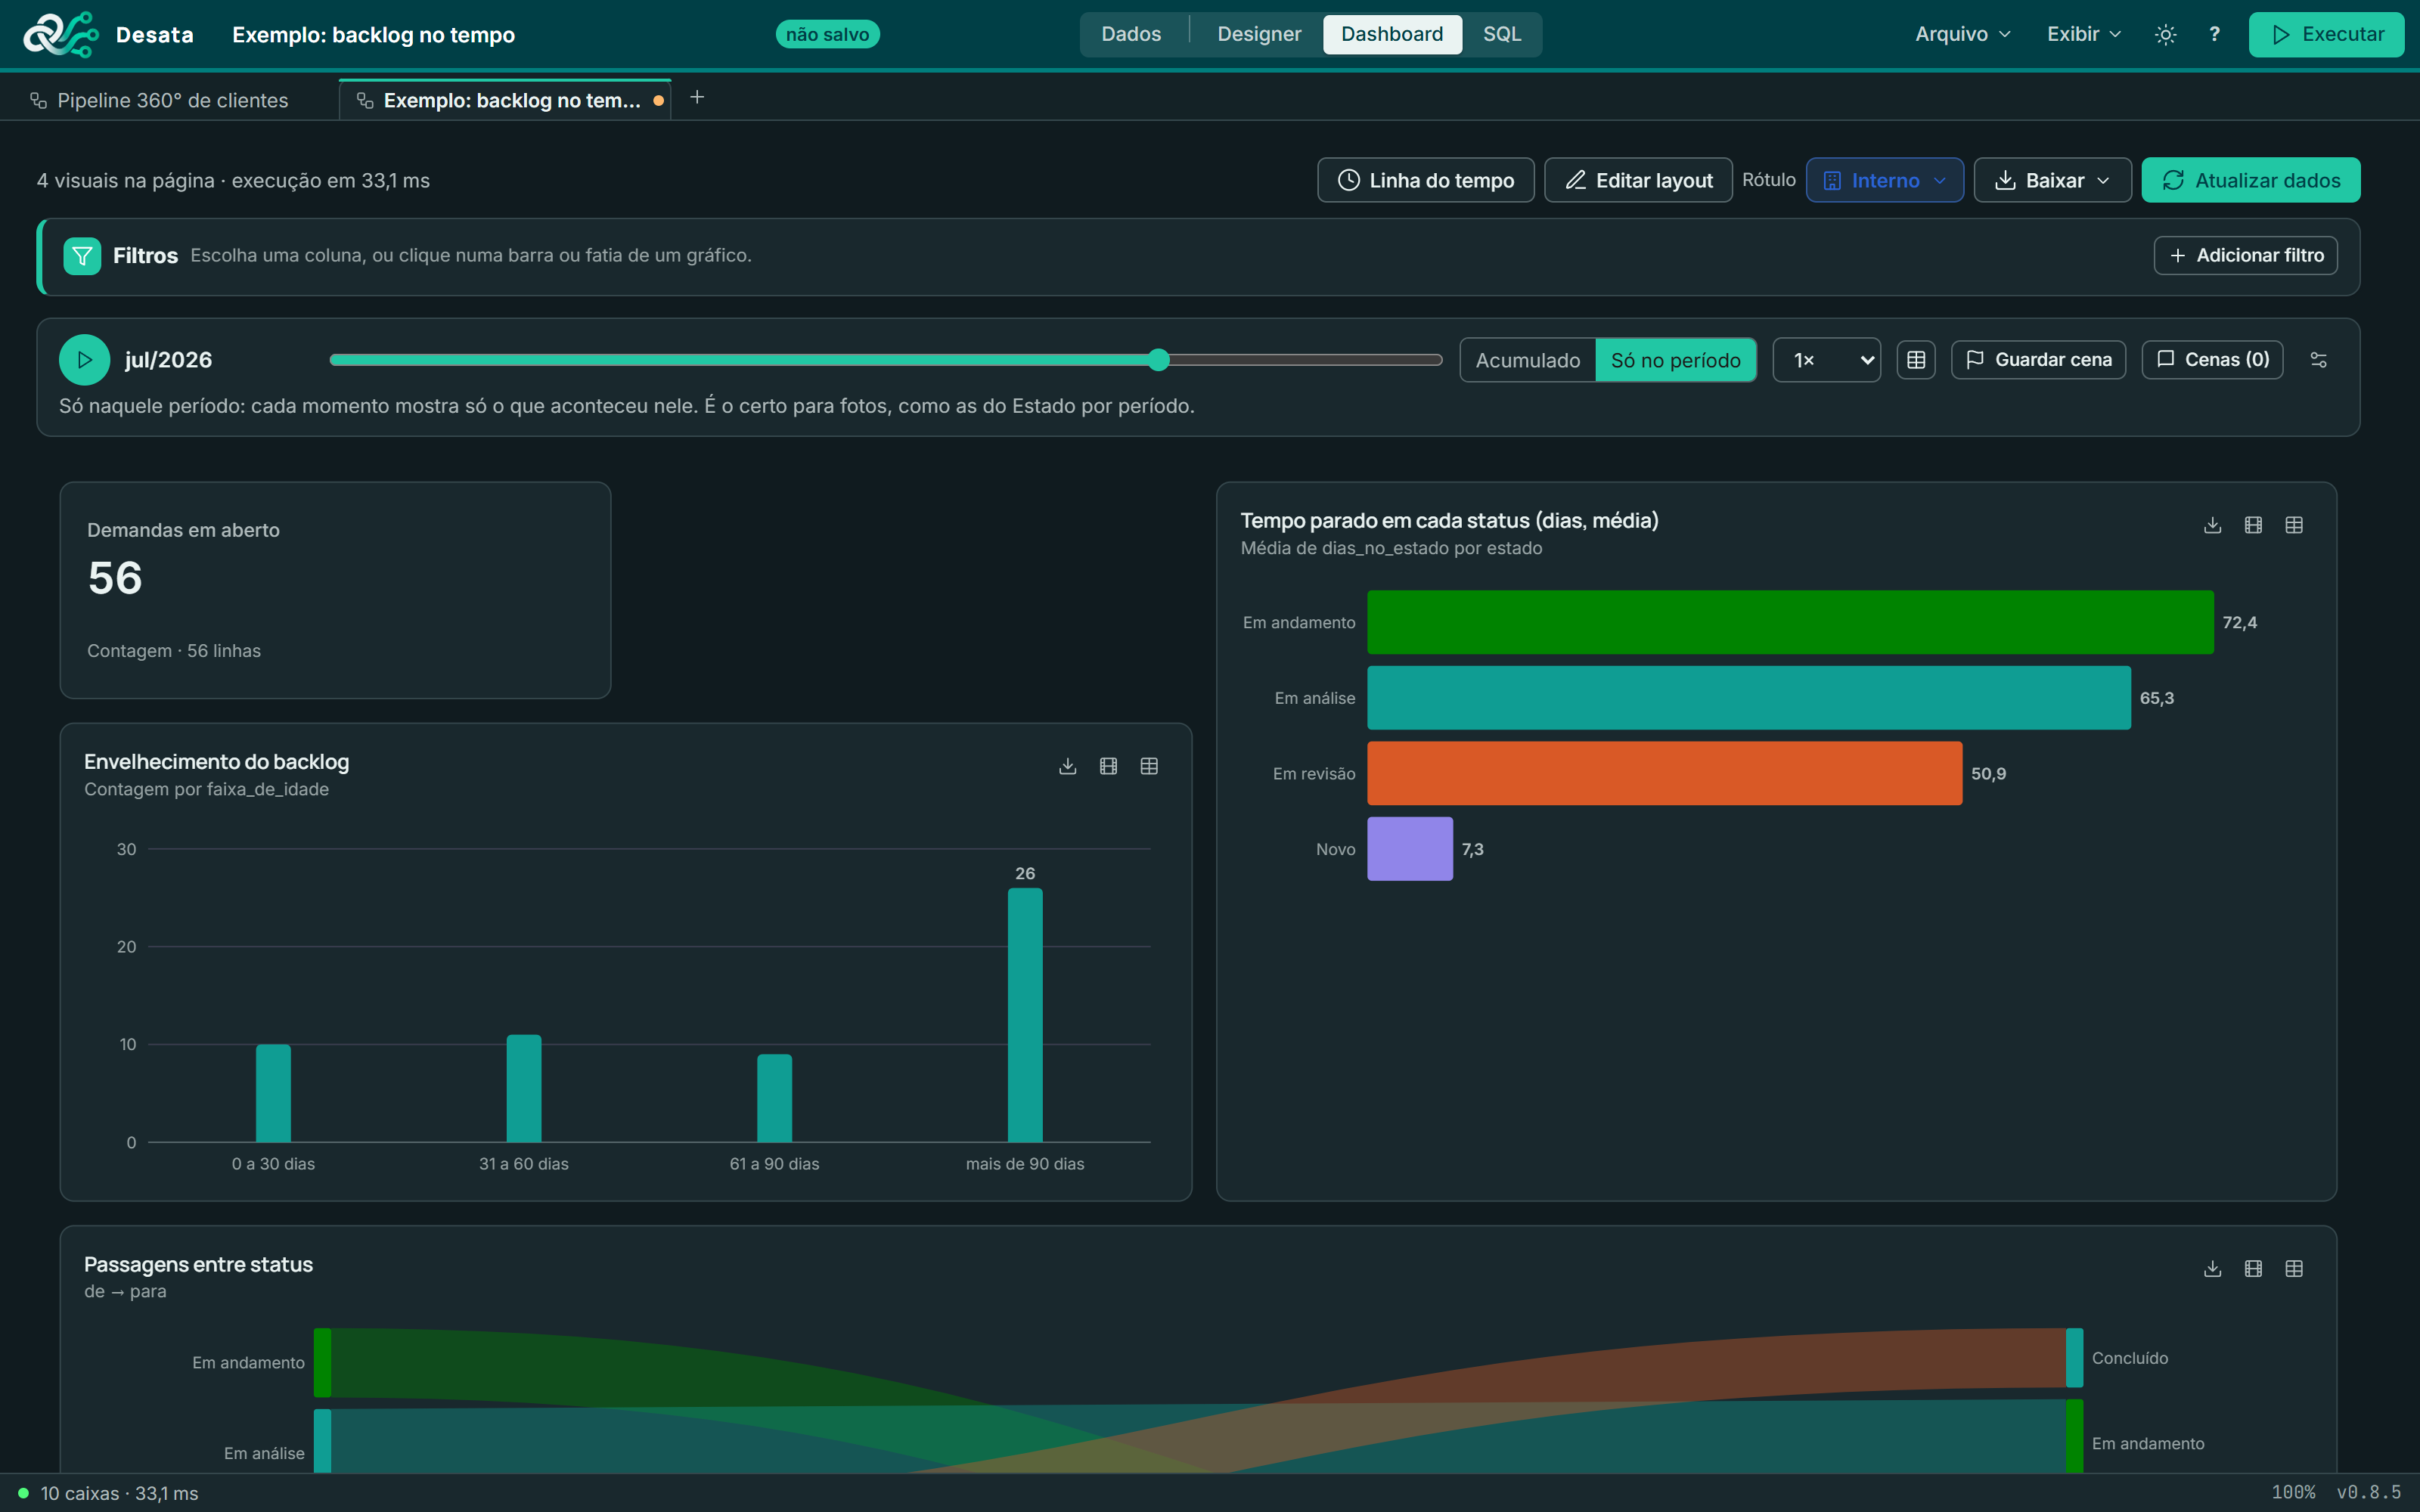 Desata
Exemplo: backlog no tempo
não salvo
Dados
Designer
Dashboard
SQL
Arquivo
Exibir
?
Executar
Pipeline 360° de clientes
Exemplo: backlog no tem...
4 visuais na página · execução em 33,1 ms
Linha do tempo
Editar layout
Rótulo
Interno
Baixar
Atualizar dados
Filtros
Escolha uma coluna, ou clique numa barra ou fatia de um gráfico.
Adicionar filtro
jul/2026
Acumulado
Só no período
1×
Guardar cena
Cenas (0)
Só naquele período: cada momento mostra só o que aconteceu nele. É o certo para fotos, como as do Estado por período.
Demandas em aberto
56
Contagem · 56 linhas
Tempo parado em cada status (dias, média)
Média de dias_no_estado por estado
Em andamento
72,4
Em análise
65,3
Em revisão
50,9
Novo
7,3
Envelhecimento do backlog
Contagem por faixa_de_idade
30
20
10
0
26
0 a 30 dias
31 a 60 dias
61 a 90 dias
mais de 90 dias
Passagens entre status
de → para
Em andamento
Em análise
Concluído
Em andamento
10 caixas · 33,1 ms
100%
v0.8.5